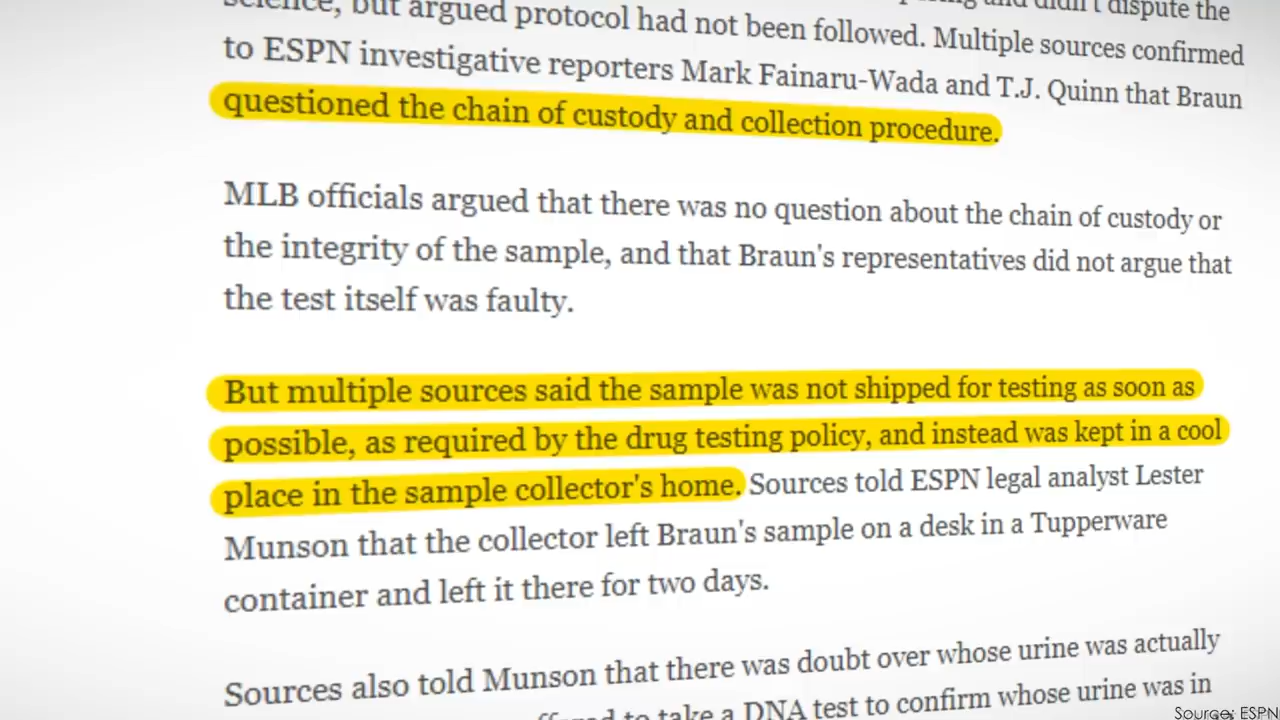 science, but argued protocol had not been followed. Multiple sources confirmed
to ESPN investigative reporters Mark Fainaru-Wada and T.J. Quinn that Braun
questioned the chain of custody and collection procedure.
MLB officials argued that there was no question about the chain of custody or
the integrity of the sample, and that Braun's representatives did not argue that
the test itself was faulty.
But multiple sources said the sample was not shipped for testing as soon as
possible, as required by the drug testing policy, and instead was kept in a cool
place in the sample collector's home. Sources told ESPN legal analyst Lester
Munson that the collector left Braun's sample on a desk in a Tupperware
container and left it there for two days.
Sources also told Munson that there was doubt over whose urine was actually
to take a DNA test to confirm whose urine was in
Source: ESPN